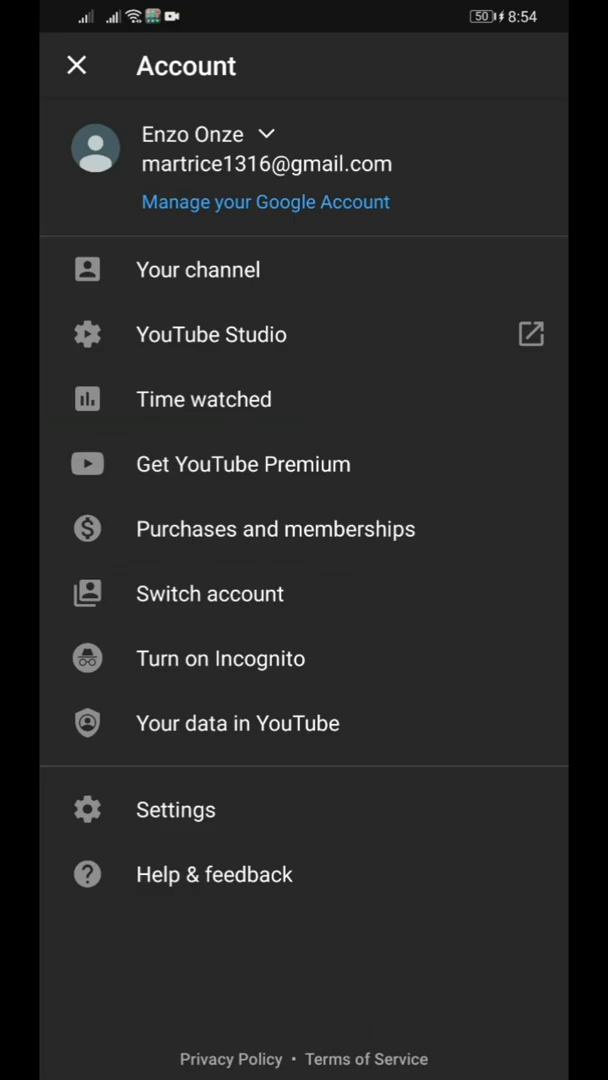 50 8:54
Account
Enzo Onze
martrice1316@gmail.com
Manage your Google Account
Your channel
YouTube Studio
Time watched
Get YouTube Premium
Purchases and memberships
Switch account
Turn on Incognito
Your data in YouTube
Settings
Help & feedback
Privacy Policy • Terms of Service